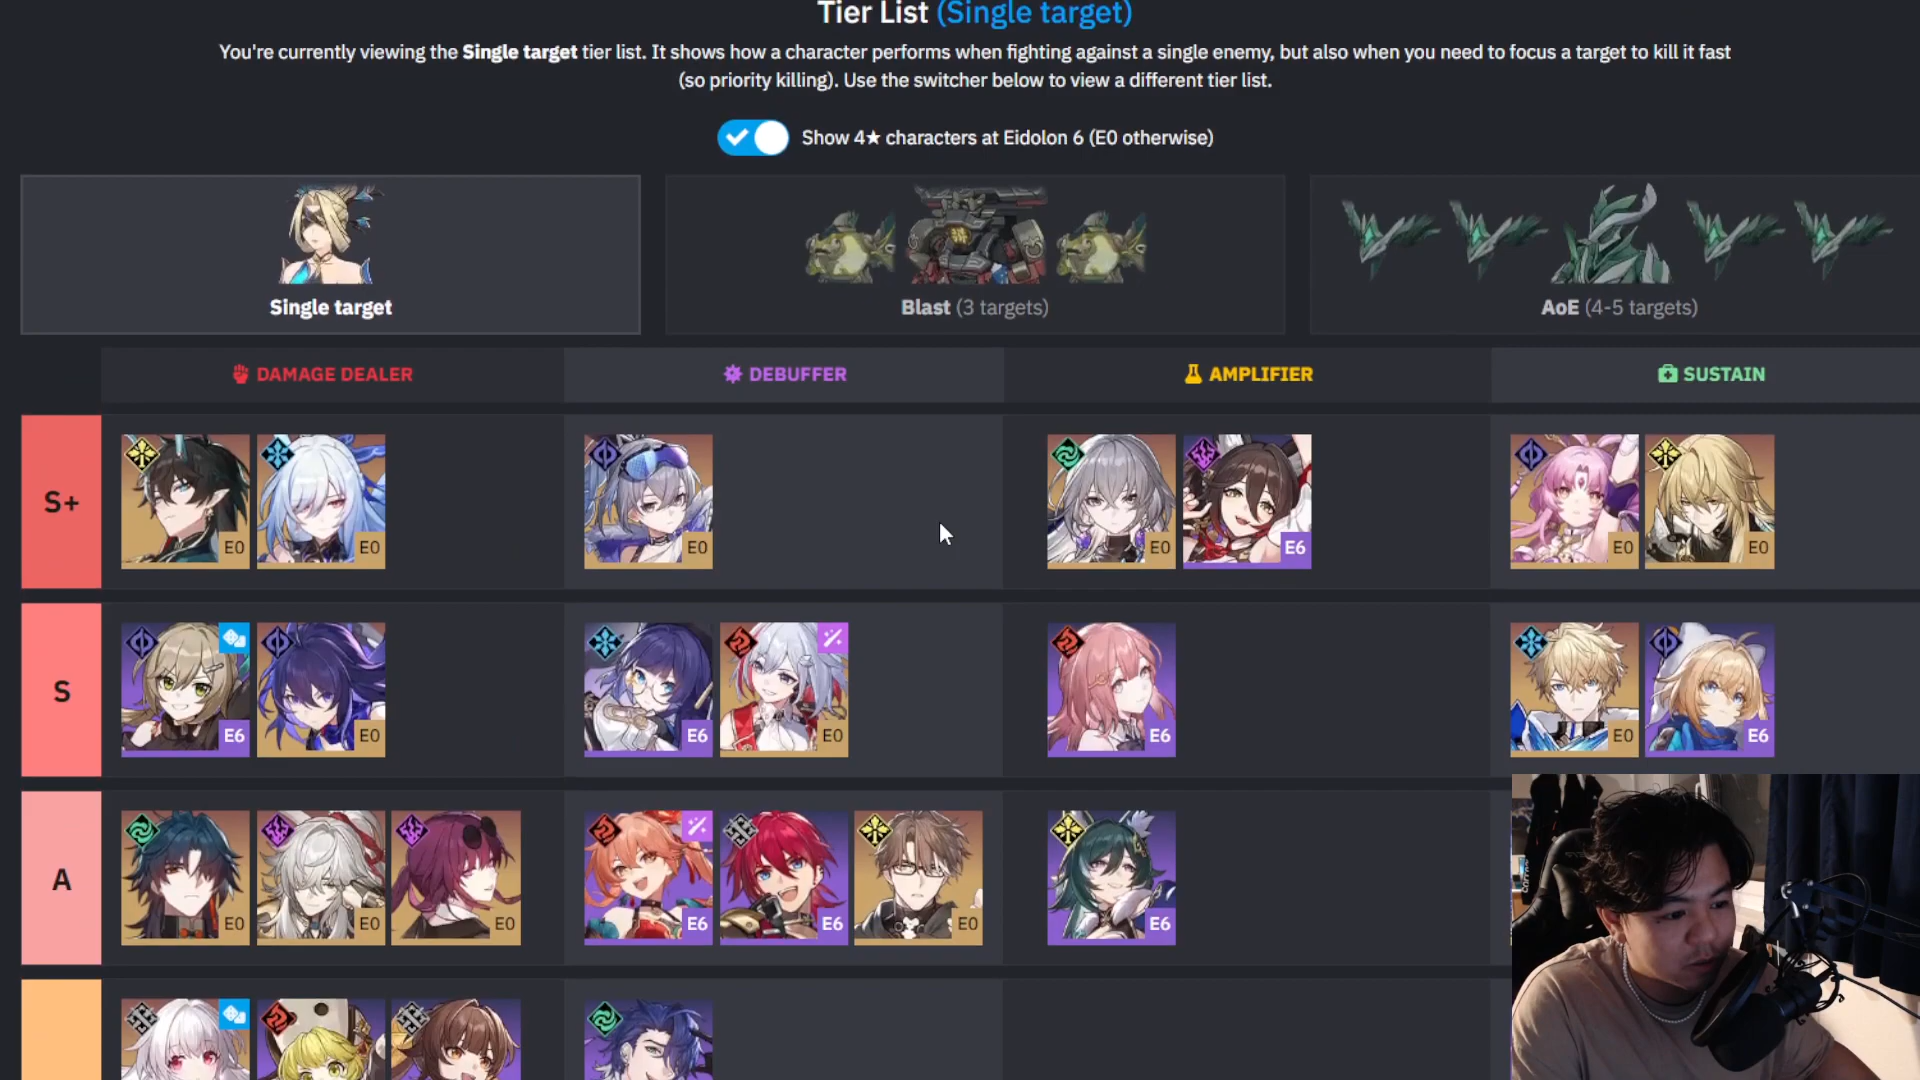 Tier List (Single target)
You're currently viewing the Single target tier list. It shows how a character performs when fighting against a single enemy, but also when you need to focus a target to kill it fast
(so priority killing). Use the switcher below to view a different tier list.
Show 4★ characters at Eidolon 6 (E0 otherwise)
Single target
Blast (3 targets)
AoE (4-5 targets)
DAMAGE DEALER
DEBUFFER
AMPLIFIER
SUSTAIN
S+
E0
E0
E0
E0
E6
E0
E0
S
E6
E0
E6
E0
E6
E0
E6
A
E0
E0
E0
E6
E6
E0
E6